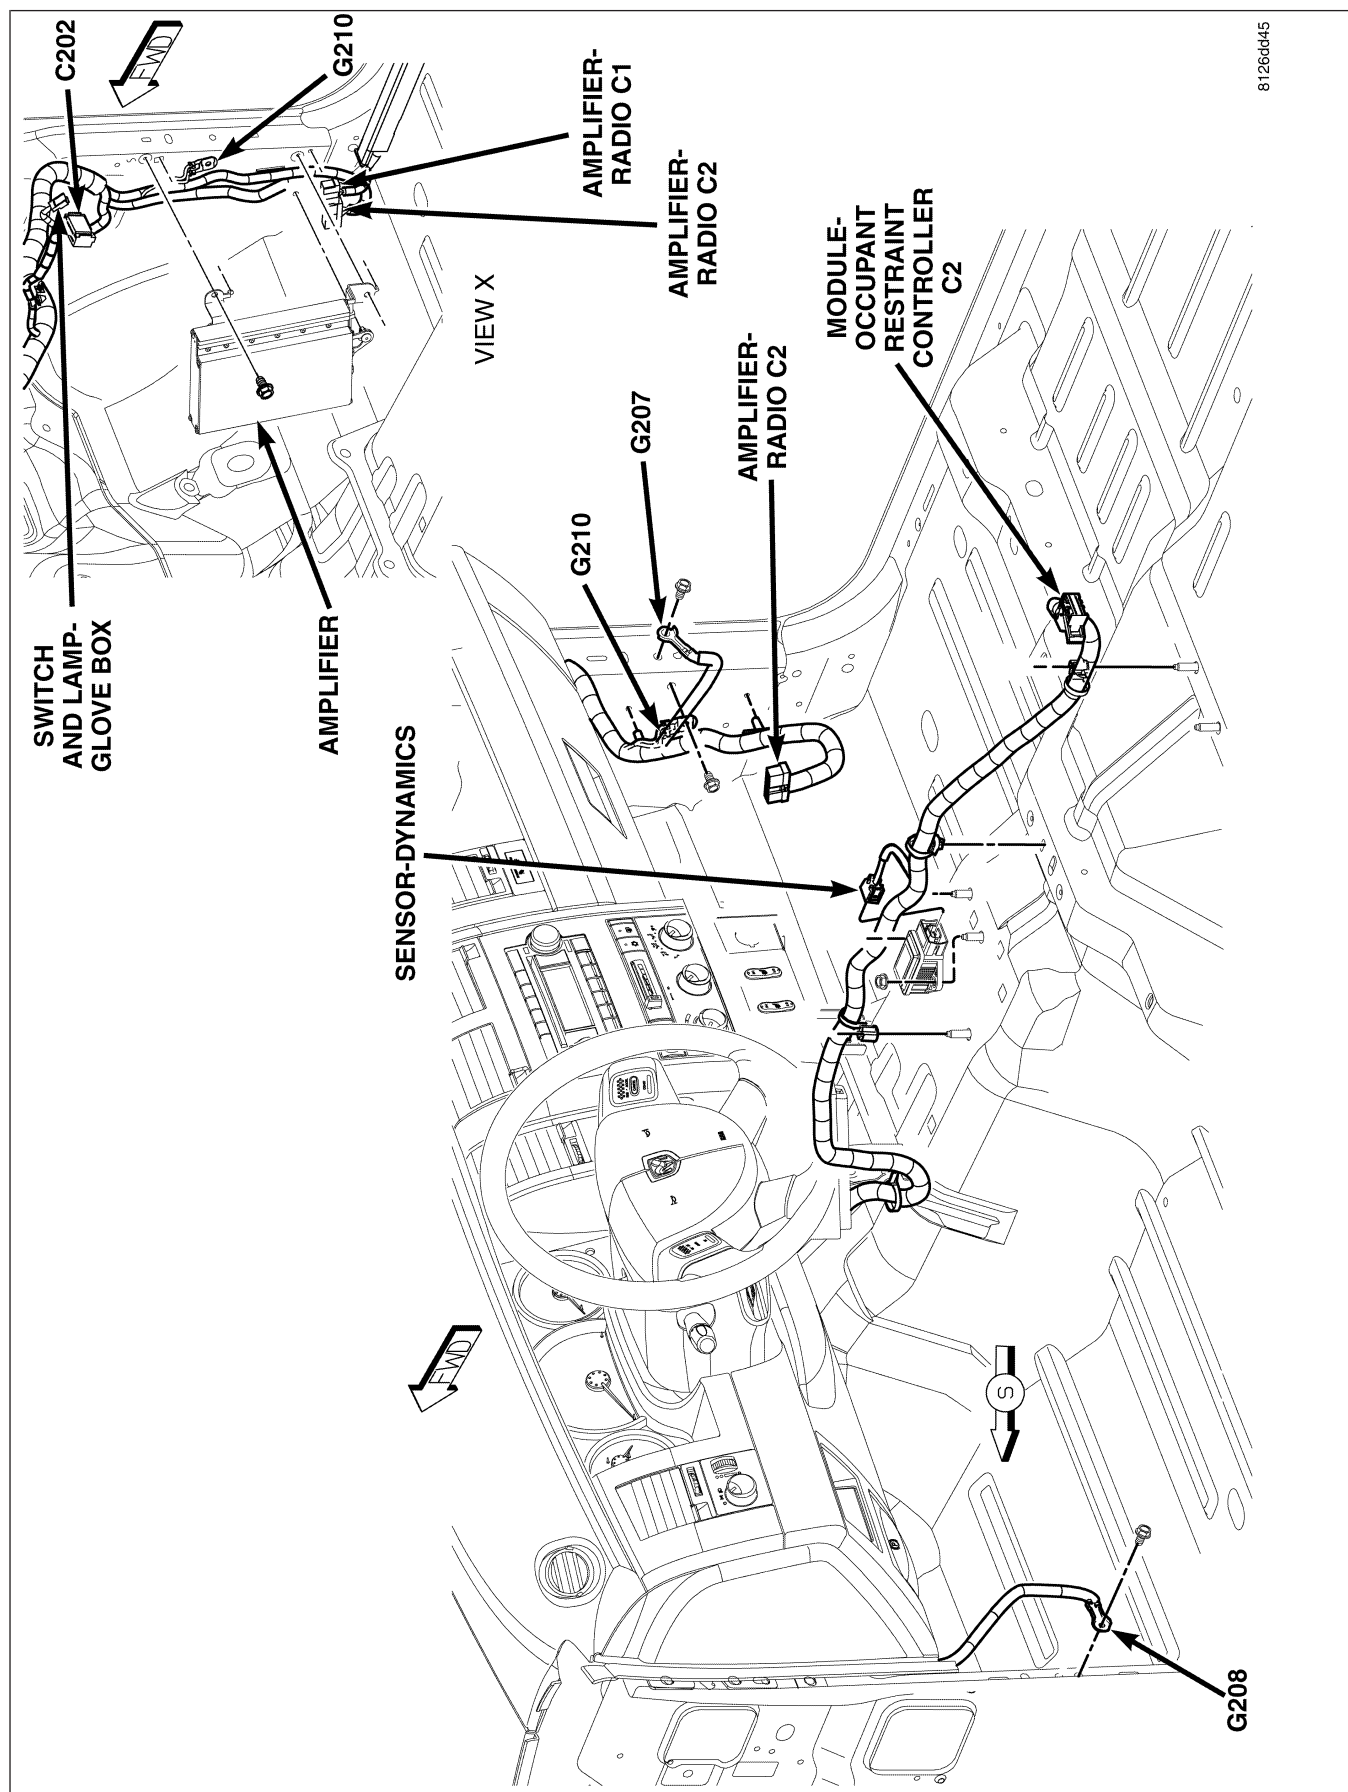 C202
FWD
G210
AMPLIFIER-
RADIO C1
AMPLIFIER-
RADIO C2
VIEW X
SWITCH
AND LAMP-
GLOVE BOX
AMPLIFIER
SENSOR-DYNAMICS
G210
G207
AMPLIFIER-
RADIO C2
MODULE-
OCCUPANT
RESTRAINT
CONTROLLER
C2
FWD
S
G208
8126dd45